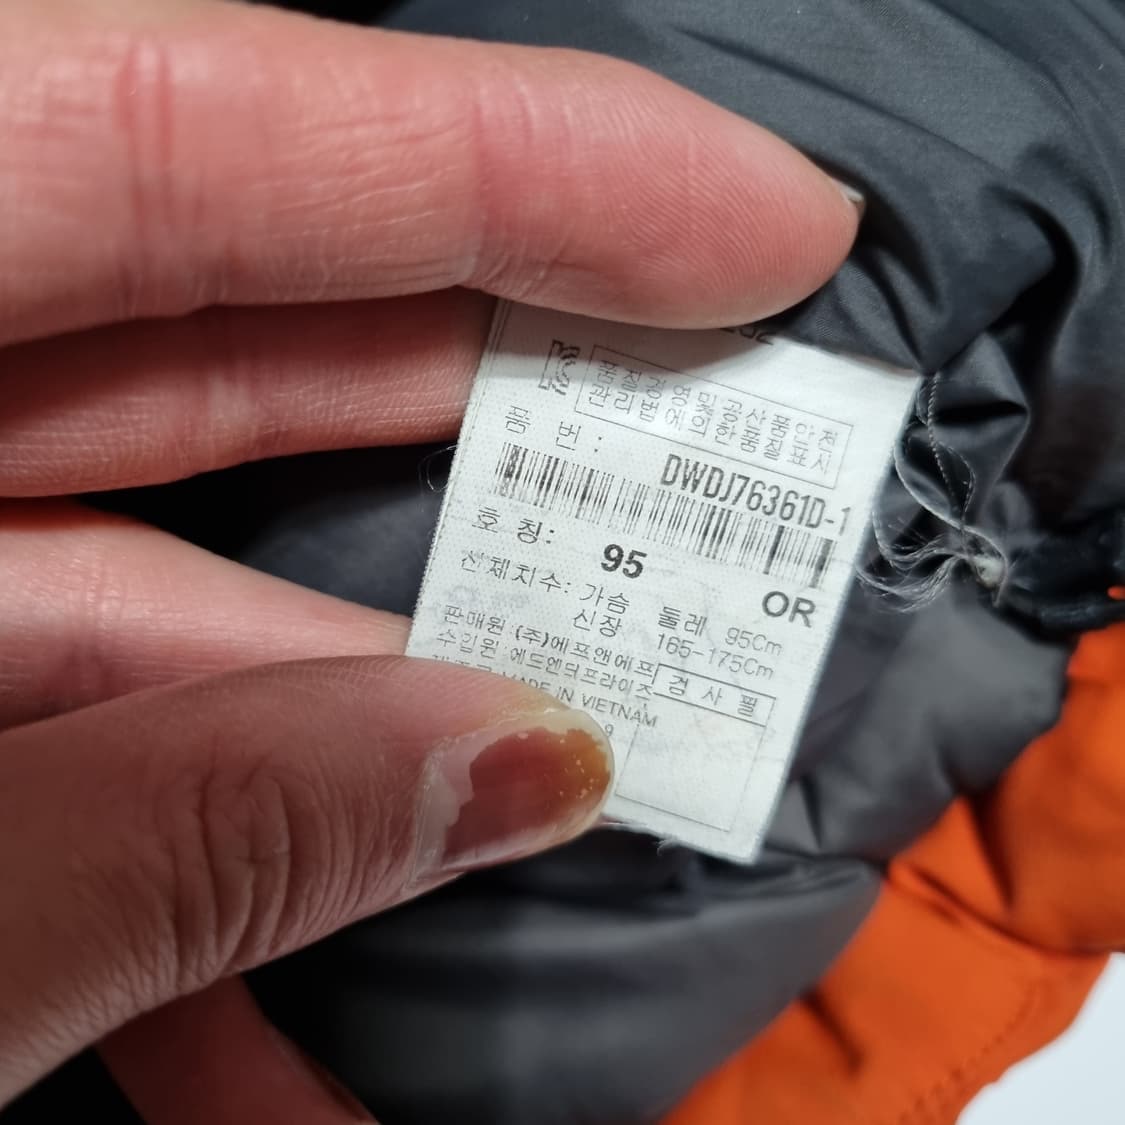 품질경영 및 공산품안전
관리법에 의한 품질표시
품 번 :
DWDJ76361D-1
호 칭: 95
OR
신체치수: 가슴 둘레 95Cm
신장 165-175Cm
판매원 :(주)에프앤에프
수입원 :에드엔터프라이즈
검 사 필
MADE IN VIETNAM
9